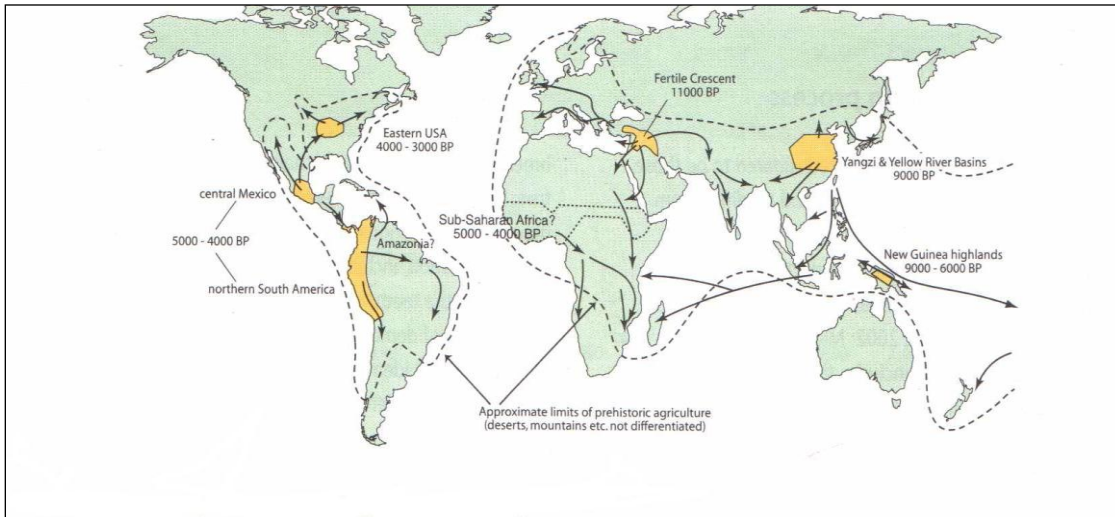 Fertile Crescent
11000 BP
Eastern USA
4000 - 3000 BP
Yangzi & Yellow River Basins
9000 BP
central Mexico
5000 - 4000 BP
northern South America
Amazonia?
Sub-Saharan Africa?
5000 - 4000 BP
New Guinea highlands
9000 - 6000 BP
Approximate limits of prehistoric agriculture
(deserts, mountains etc. not differentiated)